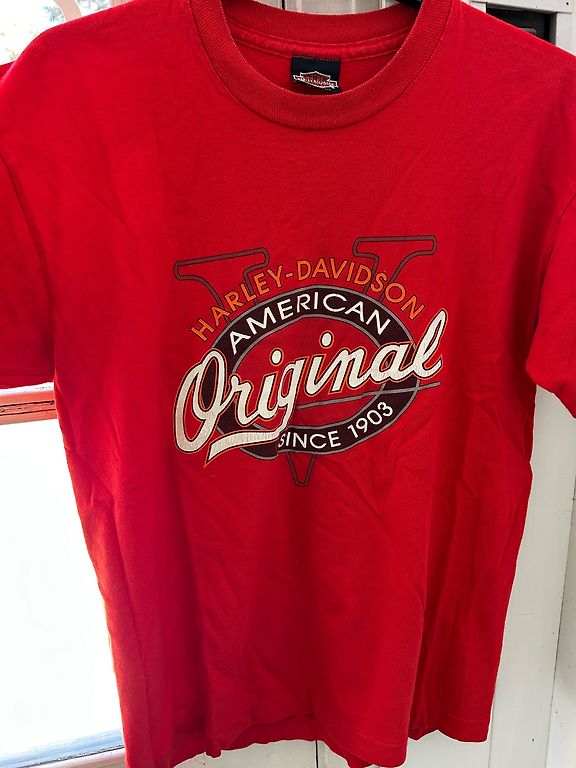 HARLEY-DAVIDSON
AMERICAN
Original
SINCE 1903